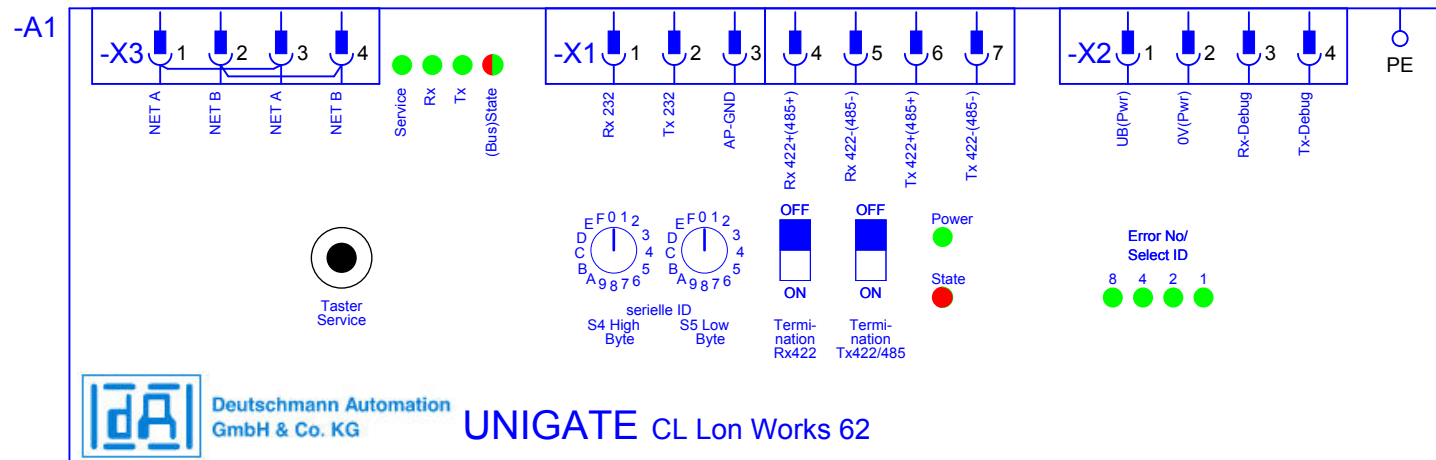 -A1
-X3 1 2 3 4
-X1 1 2 3 4 5 6 7
-X2 1 2 3 4
PE
NET A
NET B
NET A
NET B
Service
Rx
Tx
(Bus)State
Rx 232
Tx 232
AP-GND
Rx 422+(485+)
Rx 422-(485-)
Tx 422+(485+)
Tx 422-(485-)
UB(Pwr)
0V(Pwr)
Rx-Debug
Tx-Debug
Taster
Service
0 1 2 3 4 5 6 7 8 9 A B C D E F
0 1 2 3 4 5 6 7 8 9 A B C D E F
serielle ID
S4 High
Byte
S5 Low
Byte
OFF
ON
Termi-
nation
Rx422
OFF
ON
Termi-
nation
Tx422/485
Power
State
Error No/
Select ID
8 4 2 1
dA
Deutschmann Automation
GmbH & Co. KG
UNIGATE CL Lon Works 62